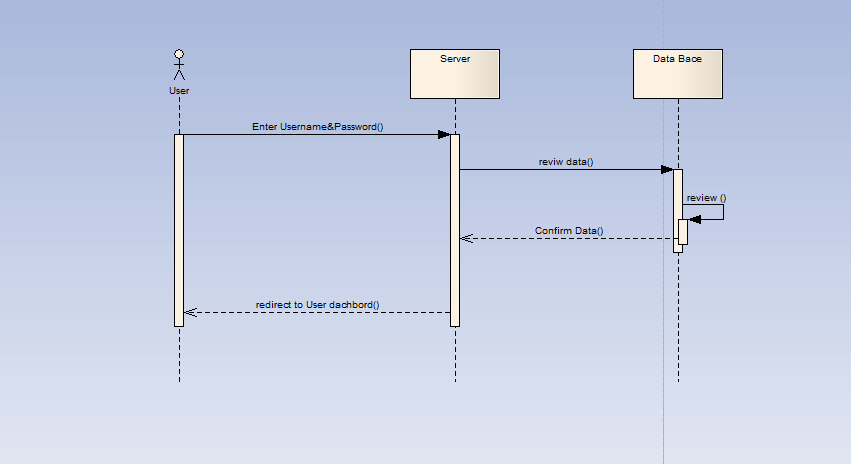 User
Server
Data Bace
Enter Username&Password()
reviw data()
review ()
Confirm Data()
redirect to User dachbord()